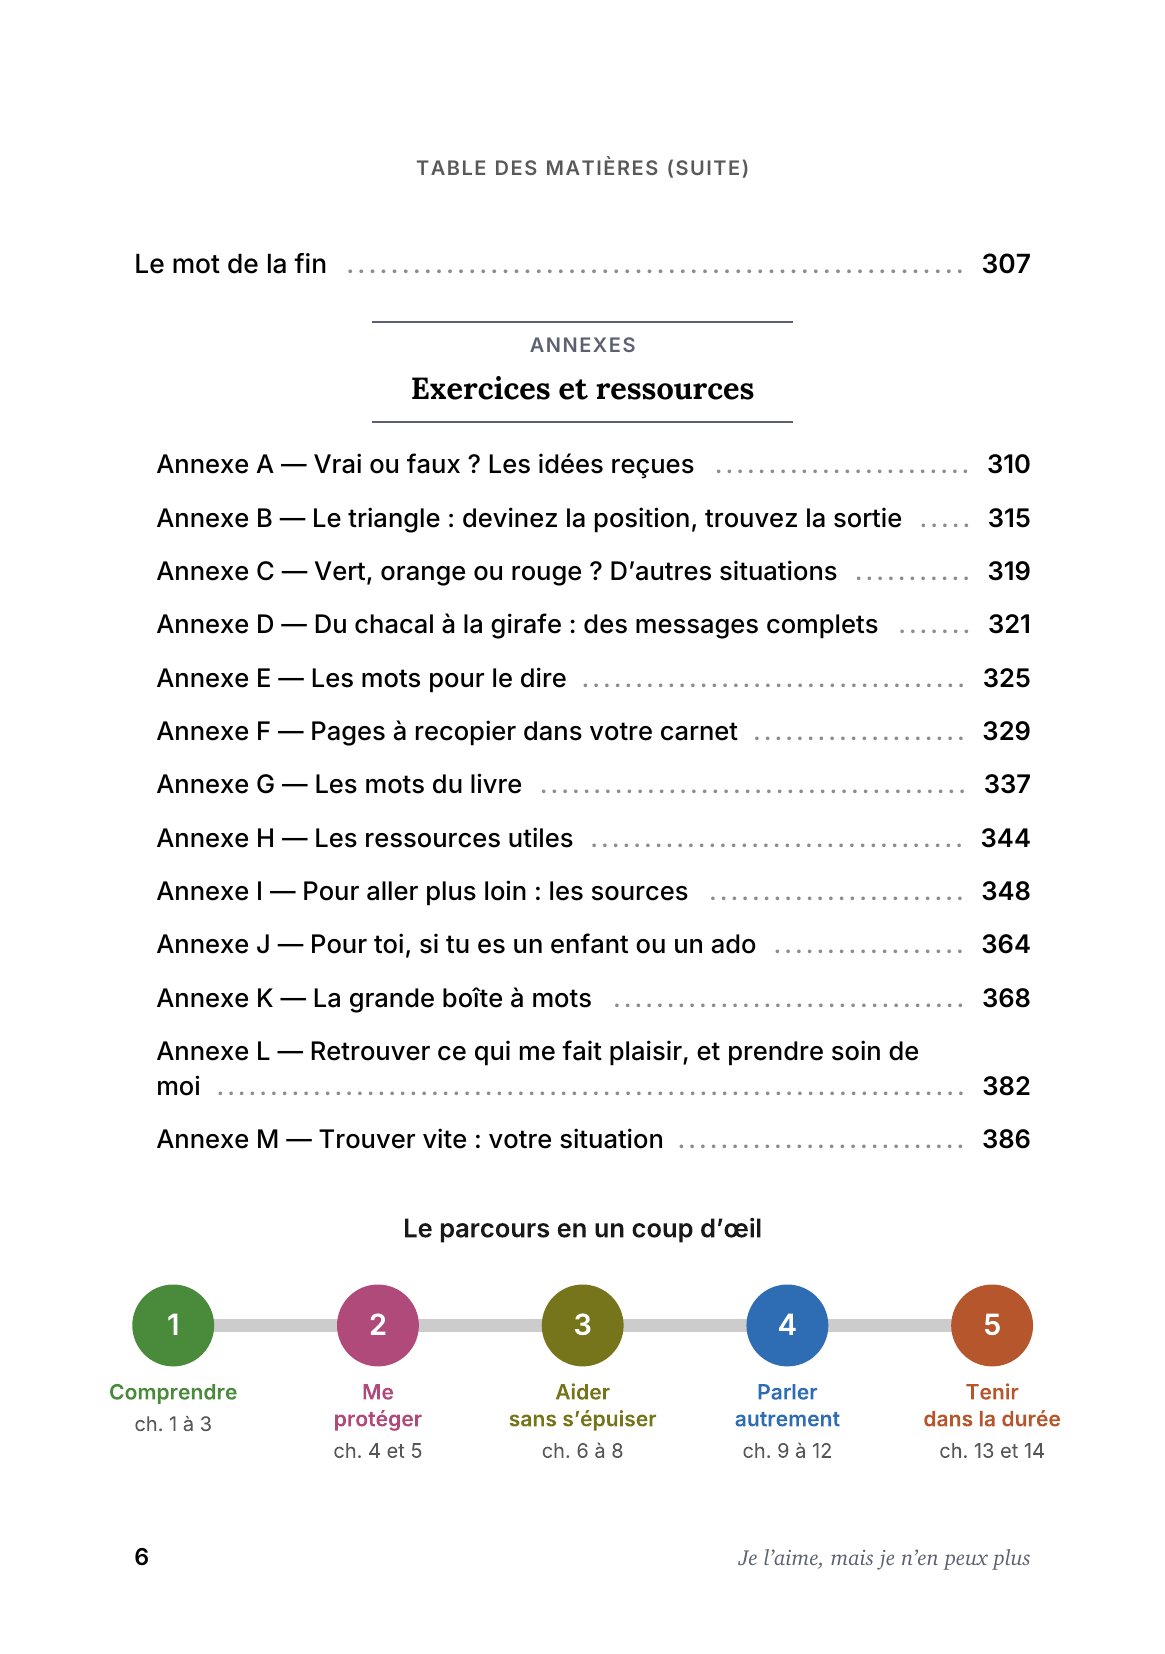 TABLE DES MATIÈRES (SUITE)
Le mot de la fin 307
ANNEXES
Exercices et ressources
Annexe A — Vrai ou faux ? Les idées reçues 310
Annexe B — Le triangle : devinez la position, trouvez la sortie 315
Annexe C — Vert, orange ou rouge ? D’autres situations 319
Annexe D — Du chacal à la girafe : des messages complets 321
Annexe E — Les mots pour le dire 325
Annexe F — Pages à recopier dans votre carnet 329
Annexe G — Les mots du livre 337
Annexe H — Les ressources utiles 344
Annexe I — Pour aller plus loin : les sources 348
Annexe J — Pour toi, si tu es un enfant ou un ado 364
Annexe K — La grande boîte à mots 368
Annexe L — Retrouver ce qui me fait plaisir, et prendre soin de
moi 382
Annexe M — Trouver vite : votre situation 386
Le parcours en un coup d’œil
1 2 3 4 5
Comprendre
ch. 1 à 3
Me
protéger
ch. 4 et 5
Aider
sans s’épuiser
ch. 6 à 8
Parler
autrement
ch. 9 à 12
Tenir
dans la durée
ch. 13 et 14
6 Je l’aime, mais je n’en peux plus